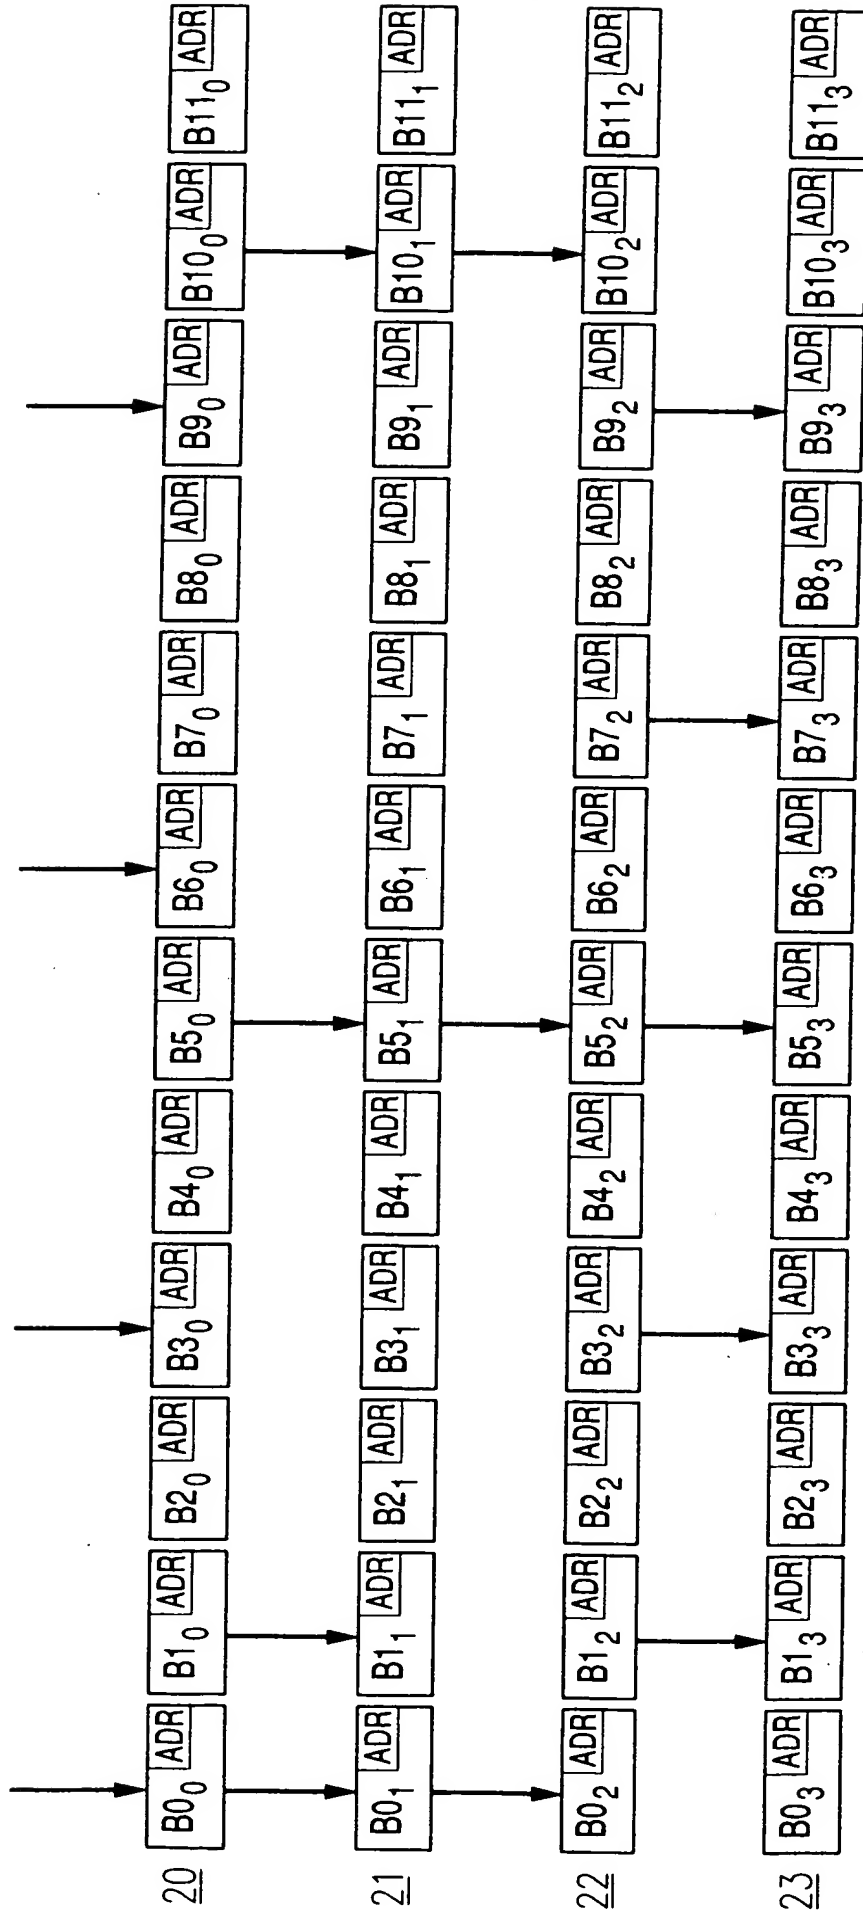 20 B0₀ ADR B1₀ ADR B2₀ ADR B3₀ ADR B4₀ ADR B5₀ ADR B6₀ ADR B7₀ ADR B8₀ ADR B9₀ ADR B10₀ ADR B11₀ ADR
21 B0₁ ADR B1₁ ADR B2₁ ADR B3₁ ADR B4₁ ADR B5₁ ADR B6₁ ADR B7₁ ADR B8₁ ADR B9₁ ADR B10₁ ADR B11₁ ADR
22 B0₂ ADR B1₂ ADR B2₂ ADR B3₂ ADR B4₂ ADR B5₂ ADR B6₂ ADR B7₂ ADR B8₂ ADR B9₂ ADR B10₂ ADR B11₂ ADR
23 B0₃ ADR B1₃ ADR B2₃ ADR B3₃ ADR B4₃ ADR B5₃ ADR B6₃ ADR B7₃ ADR B8₃ ADR B9₃ ADR B10₃ ADR B11₃ ADR